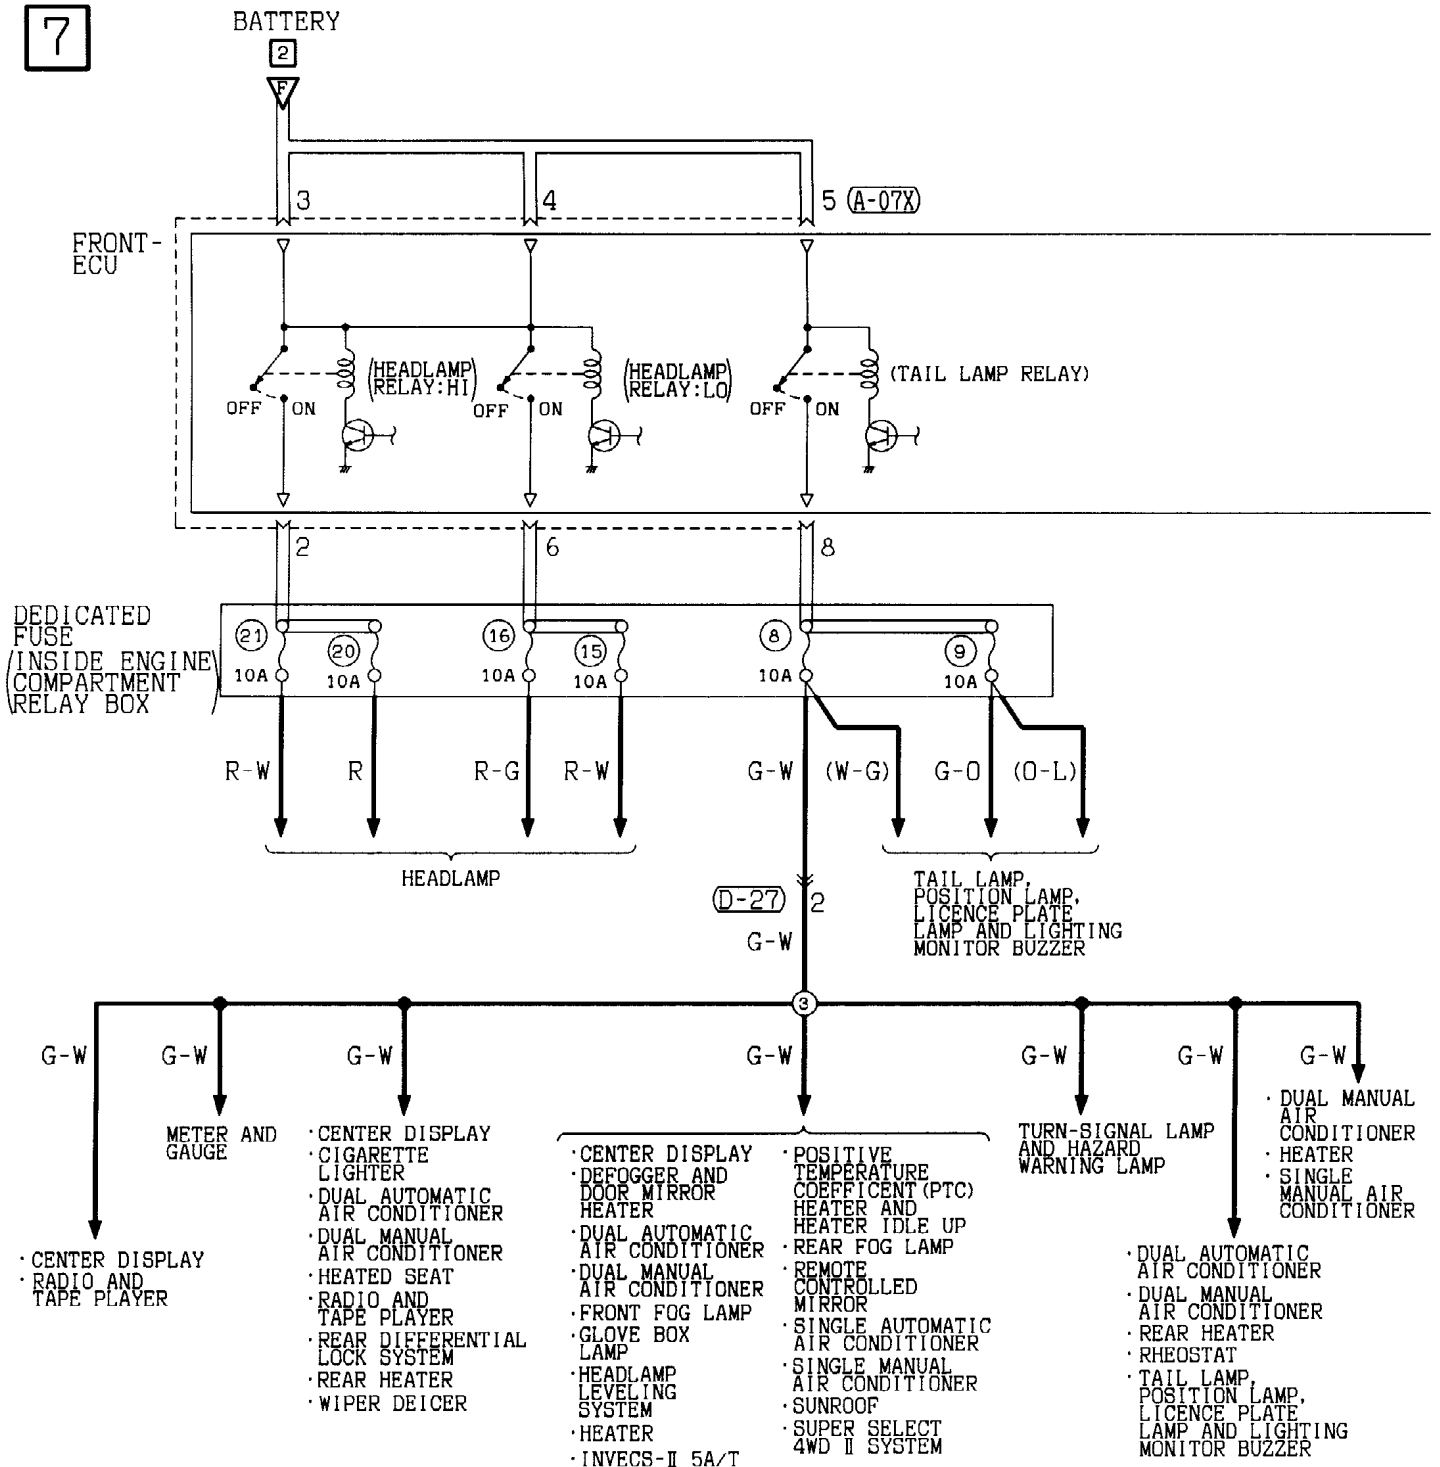 7
BATTERY
2
F
3
4
5 (A-07X)
FRONT-
ECU
(HEADLAMP
RELAY:HI)
(HEADLAMP
RELAY:LO)
(TAIL LAMP RELAY)
OFF ON
OFF ON
OFF ON
2
6
8
DEDICATED
FUSE
(INSIDE ENGINE
COMPARTMENT
RELAY BOX)
21
10A
20
10A
16
10A
15
10A
8
10A
9
10A
R-W
R
R-G
R-W
G-W
(W-G)
G-O
(O-L)
HEADLAMP
TAIL LAMP,
POSITION LAMP,
LICENCE PLATE
LAMP AND LIGHTING
MONITOR BUZZER
D-27
2
G-W
3
G-W
G-W
G-W
G-W
G-W
G-W
G-W
·CENTER DISPLAY
·RADIO AND
TAPE PLAYER
METER AND
GAUGE
·CENTER DISPLAY
·CIGARETTE
LIGHTER
·DUAL AUTOMATIC
AIR CONDITIONER
·DUAL MANUAL
AIR CONDITIONER
·HEATED SEAT
·RADIO AND
TAPE PLAYER
·REAR DIFFERENTIAL
LOCK SYSTEM
·REAR HEATER
·WIPER DEICER
·CENTER DISPLAY
·DEFOGGER AND
DOOR MIRROR
HEATER
·DUAL AUTOMATIC
AIR CONDITIONER
·DUAL MANUAL
AIR CONDITIONER
·FRONT FOG LAMP
·GLOVE BOX
LAMP
·HEADLAMP
LEVELING
SYSTEM
·HEATER
·INVECS-Ⅱ 5A/T
·POSITIVE
TEMPERATURE
COEFFICENT(PTC)
HEATER AND
HEATER IDLE UP
·REAR FOG LAMP
·REMOTE
CONTROLLED
MIRROR
·SINGLE AUTOMATIC
AIR CONDITIONER
·SINGLE MANUAL
AIR CONDITIONER
·SUNROOF
·SUPER SELECT
4WD Ⅱ SYSTEM
TURN-SIGNAL LAMP
AND HAZARD
WARNING LAMP
·DUAL AUTOMATIC
AIR CONDITIONER
·DUAL MANUAL
AIR CONDITIONER
·REAR HEATER
·RHEOSTAT
·TAIL LAMP,
POSITION LAMP,
LICENCE PLATE
LAMP AND LIGHTING
MONITOR BUZZER
·DUAL MANUAL
AIR
CONDITIONER
·HEATER
·SINGLE
MANUAL AIR
CONDITIONER